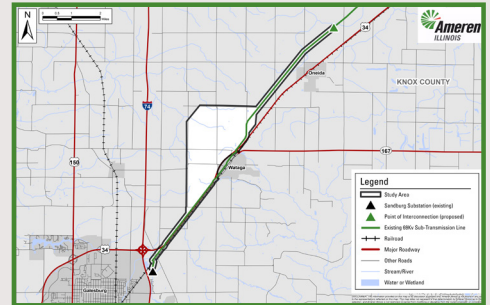 N
Miles
Ameren
ILLINOIS
34
Oneida
KNOX COUNTY
74
150
167
Wataga
34
Galesburg
Legend
Study Area
Sandburg Substation (existing)
Point of Interconnection (proposed)
Existing 69Kv Sub-Transmission Line
Railroad
Major Roadway
Other Roads
Stream/River
Water or Wetland